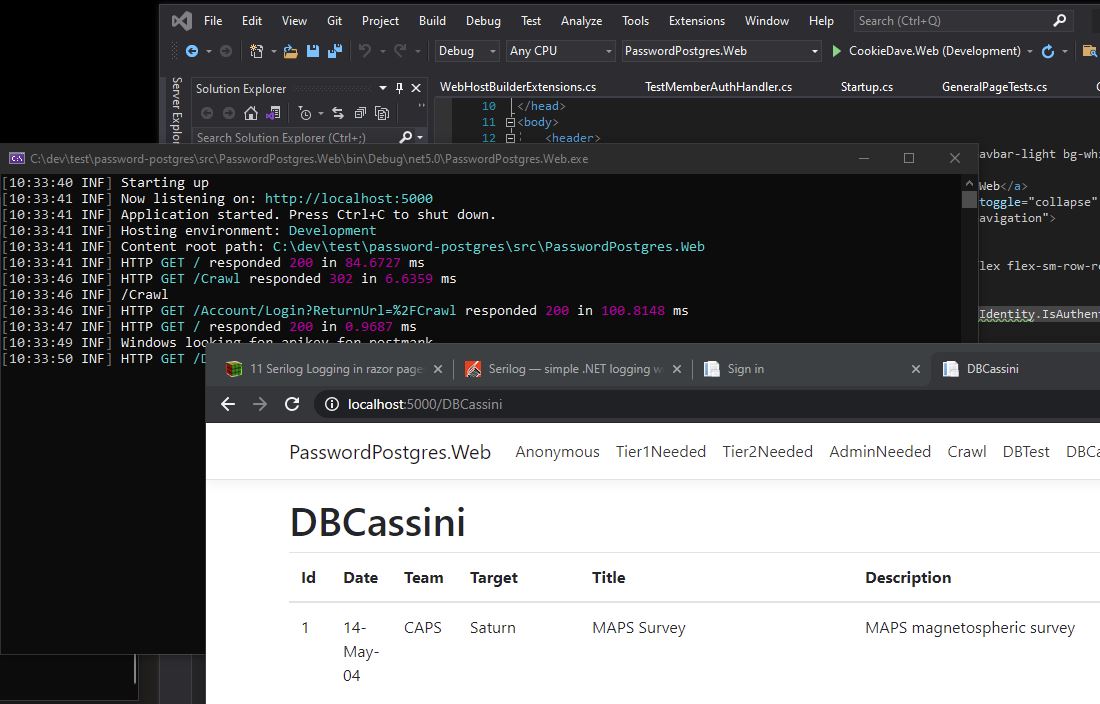 File Edit View Git Project Build Debug Test Analyze Tools Extensions Window Help Search (Ctrl+Q)
Debug Any CPU PasswordPostgres.Web CookieDave.Web (Development)
Server Explo
Solution Explorer
Search Solution Explorer (Ctrl+;)
WebHostBuilderExtensions.cs TestMemberAuthHandler.cs Startup.cs GeneralPageTests.cs
10 </head>
11 <body>
12 <header>
avbar-light bg-whi
Web</a>
toggle="collapse"
avigation">
lex flex-sm-row-re
Identity.IsAuthent
C:\dev\test\password-postgres\src\PasswordPostgres.Web\bin\Debug\net5.0\PasswordPostgres.Web.exe
[10:33:40 INF] Starting up
[10:33:41 INF] Now listening on: http://localhost:5000
[10:33:41 INF] Application started. Press Ctrl+C to shut down.
[10:33:41 INF] Hosting environment: Development
[10:33:41 INF] Content root path: C:\dev\test\password-postgres\src\PasswordPostgres.Web
[10:33:41 INF] HTTP GET / responded 200 in 84.6727 ms
[10:33:46 INF] HTTP GET /Crawl responded 302 in 6.6359 ms
[10:33:46 INF] /Crawl
[10:33:46 INF] HTTP GET /Account/Login?ReturnUrl=%2FCrawl responded 200 in 100.8148 ms
[10:33:47 INF] HTTP GET / responded 200 in 0.9687 ms
[10:33:49 INF] Windows looking for apikey for postmark
[10:33:50 INF] HTTP GET /D
11 Serilog Logging in razor page Serilog — simple .NET logging w Sign in DBCassini
localhost:5000/DBCassini
PasswordPostgres.Web Anonymous Tier1Needed Tier2Needed AdminNeeded Crawl DBTest DBCa
DBCassini
Id Date Team Target Title Description
1 14-May-04 CAPS Saturn MAPS Survey MAPS magnetospheric survey